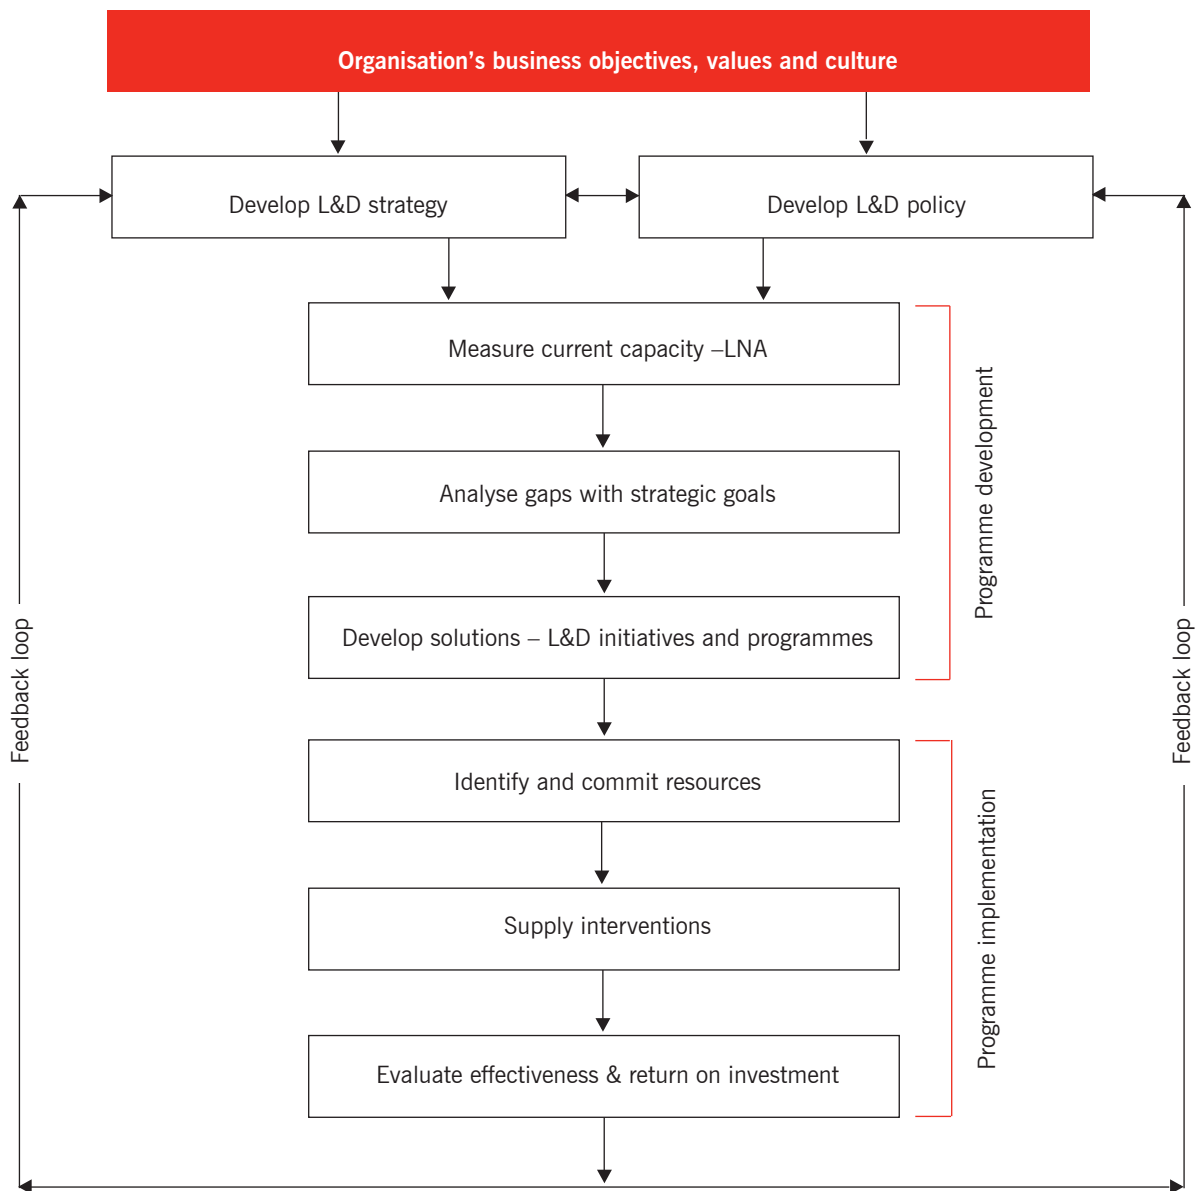 Organisation’s business objectives, values and culture
Develop L&D strategy
Develop L&D policy
Measure current capacity –LNA
Analyse gaps with strategic goals
Develop solutions – L&D initiatives and programmes
Programme development
Identify and commit resources
Supply interventions
Evaluate effectiveness & return on investment
Programme implementation
Feedback loop
Feedback loop